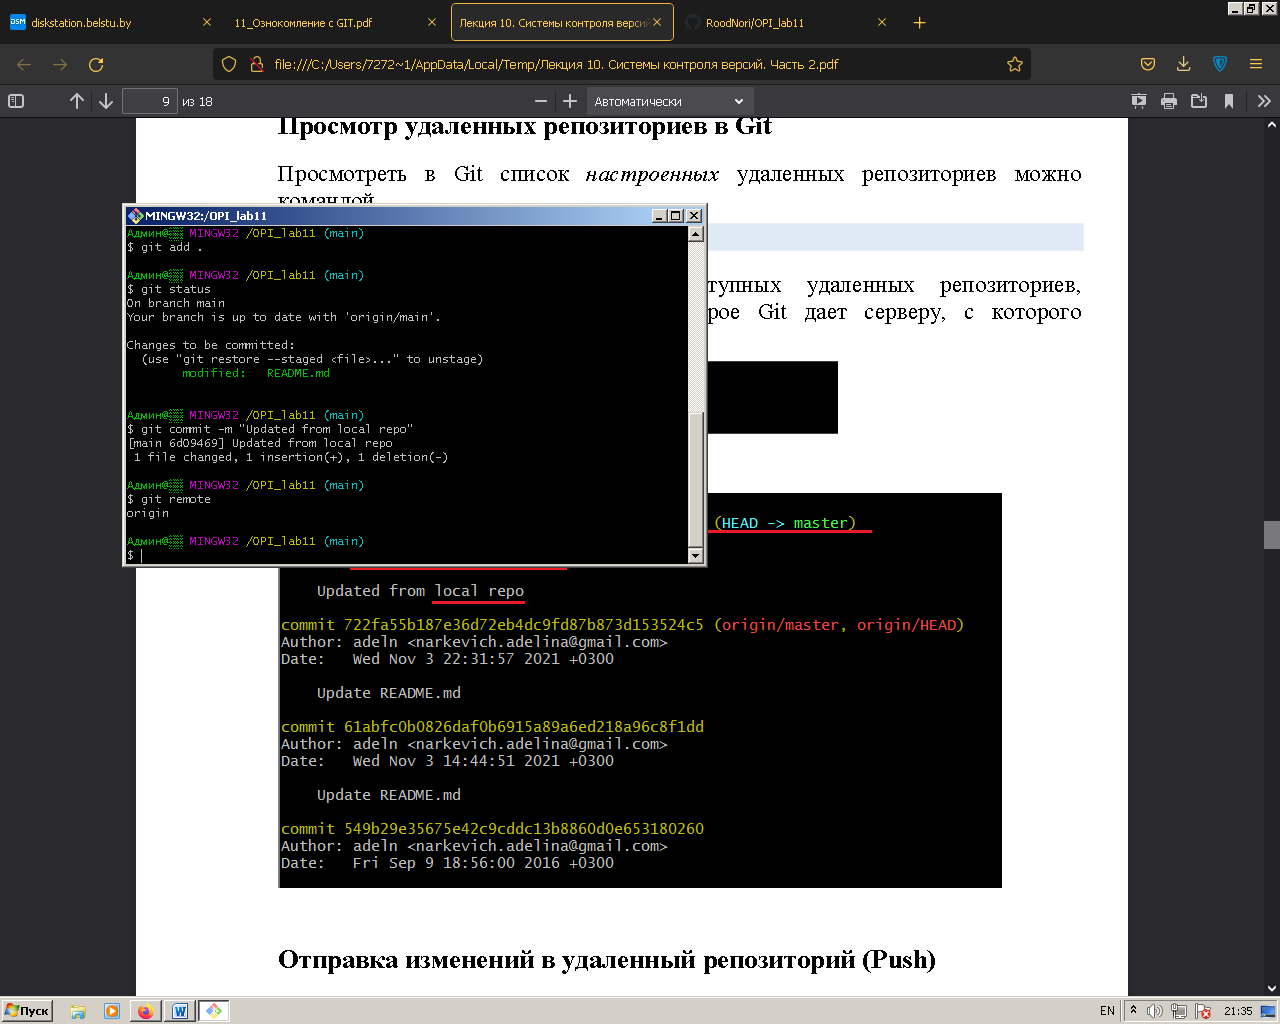 diskstation.belstu.by
11_Ознокомление с GIT.pdf
Лекция 10. Системы контроля верси
RoodNori/OPI_lab11
file:///C:/Users/7272~1/AppData/Local/Temp/Лекция 10. Системы контроля версий. Часть 2.pdf
9 из 18
Автоматически
Просмотр удаленных репозиториев в Git
Просмотреть в Git список настроенных удаленных репозиториев можно
командой
MINGW32:/OPI_lab11
Админ@ MINGW32 /OPI_lab11 (main)
$ git add .
Админ@ MINGW32 /OPI_lab11 (main)
$ git status
On branch main
Your branch is up to date with 'origin/main'.
Changes to be committed:
(use "git restore --staged <file>..." to unstage)
modified: README.md
Админ@ MINGW32 /OPI_lab11 (main)
$ git commit -m "Updated from local repo"
[main 6d09469] Updated from local repo
1 file changed, 1 insertion(+), 1 deletion(-)
Админ@ MINGW32 /OPI_lab11 (main)
$ git remote
origin
Админ@ MINGW32 /OPI_lab11 (main)
$
тупных удаленных репозиториев,
рое Git дает серверу, с которого
(HEAD -> master)
Updated from local repo
commit 722fa55b187e36d72eb4dc9fd87b873d153524c5 (origin/master, origin/HEAD)
Author: adeln <narkevich.adelina@gmail.com>
Date: Wed Nov 3 22:31:57 2021 +0300
Update README.md
commit 61abfc0b0826daf0b6915a89a6ed218a96c8f1dd
Author: adeln <narkevich.adelina@gmail.com>
Date: Wed Nov 3 14:44:51 2021 +0300
Update README.md
commit 549b29e35675e42c9cddc13b8860d0e653180260
Author: adeln <narkevich.adelina@gmail.com>
Date: Fri Sep 9 18:56:00 2016 +0300
Отправка изменений в удаленный репозиторий (Push)
Пуск
EN
21:35